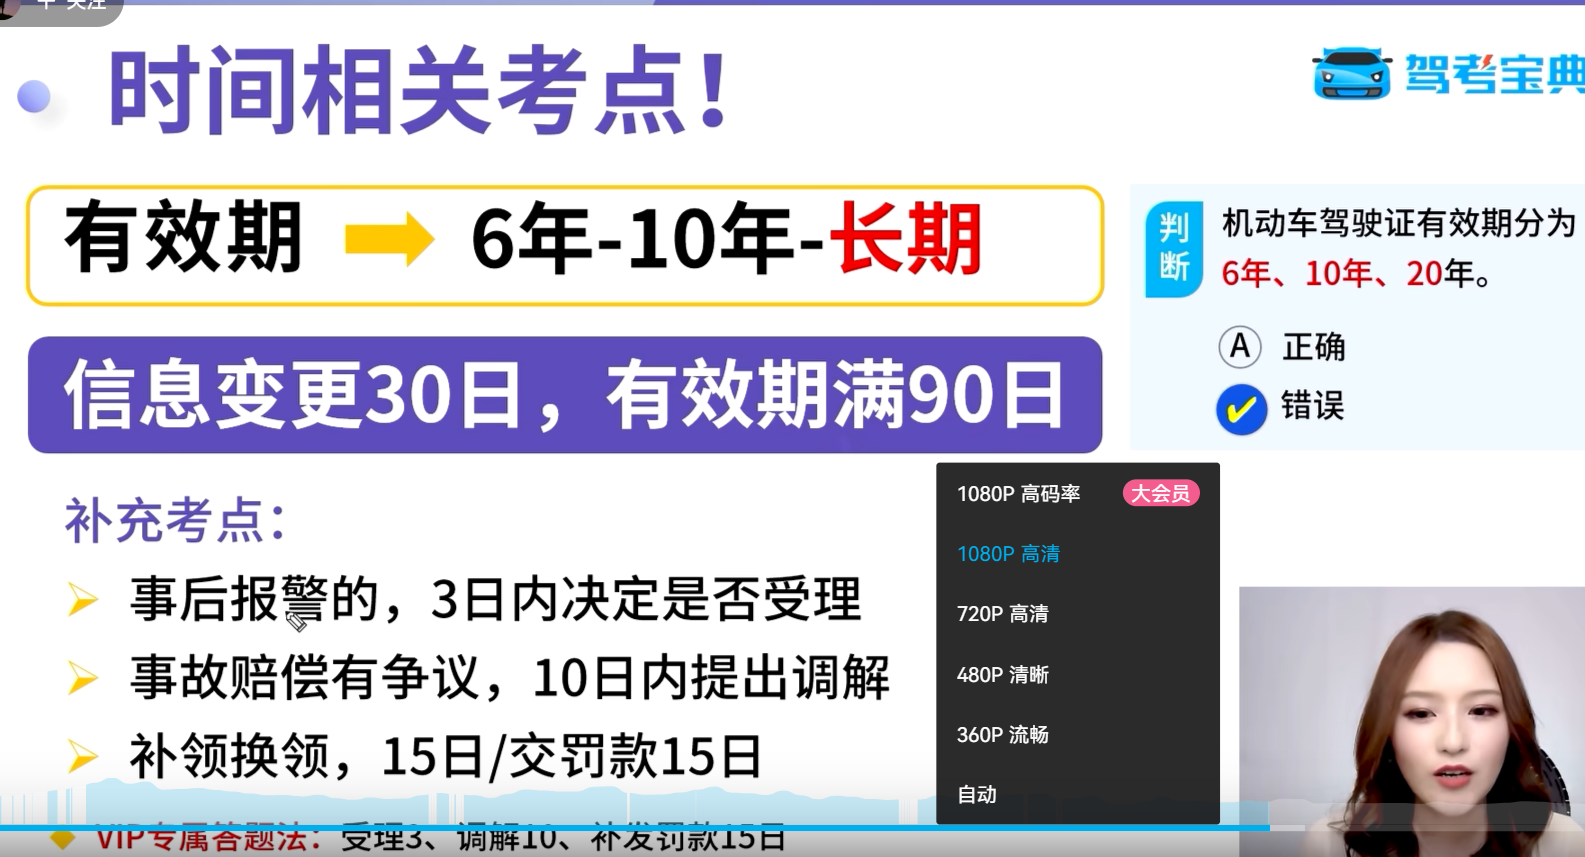 + 关注
时间相关考点！
驾考宝典
有效期 6年-10年-长期
信息变更30日，有效期满90日
判断
机动车驾驶证有效期分为
6年、10年、20年。
A 正确
错误
补充考点：
事后报警的，3日内决定是否受理
事故赔偿有争议，10日内提出调解
补领换领，15日/交罚款15日
VIP专属答题法：受理3、调解10、补发罚款15日
1080P 高码率 大会员
1080P 高清
720P 高清
480P 清晰
360P 流畅
自动